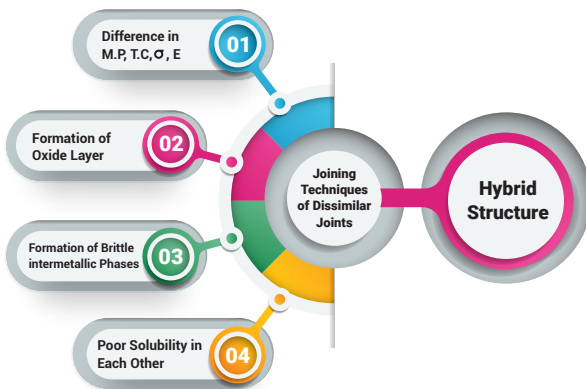 Difference in
M.P, T.C,σ, E
01
Formation of
Oxide Layer
02
Formation of Brittle
intermetallic Phases
03
Poor Solubility in
Each Other
04
Joining
Techniques
of Dissimilar
Joints
Hybrid
Structure